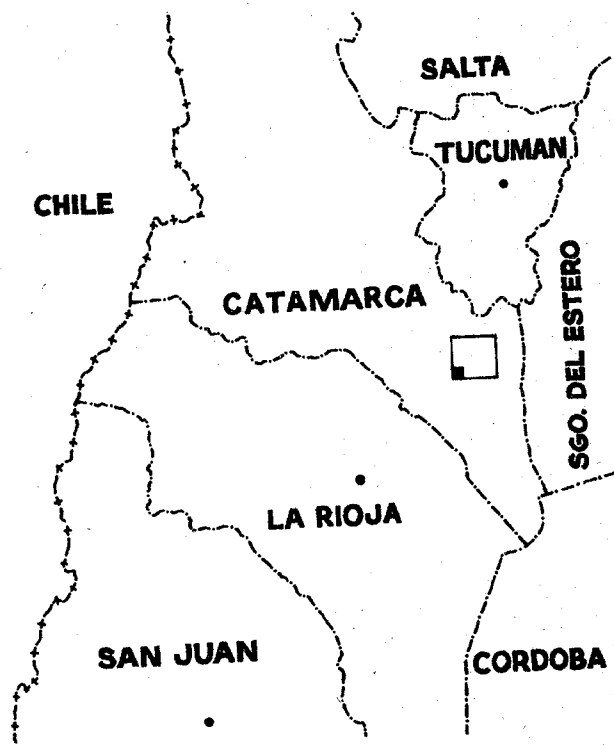 SALTA
TUCUMAN
CHILE
CATAMARCA
SGO. DEL ESTERO
LA RIOJA
SAN JUAN
CORDOBA